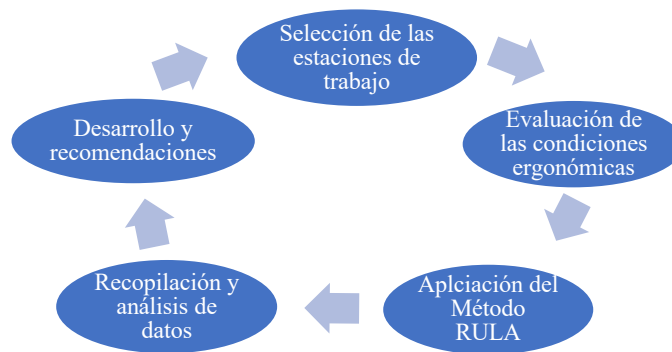 Selección de las
estaciones de
trabajo
Evaluación de
las condiciones
ergonómicas
Aplciación del
Método
RULA
Recopilación y
análisis de
datos
Desarrollo y
recomendaciones